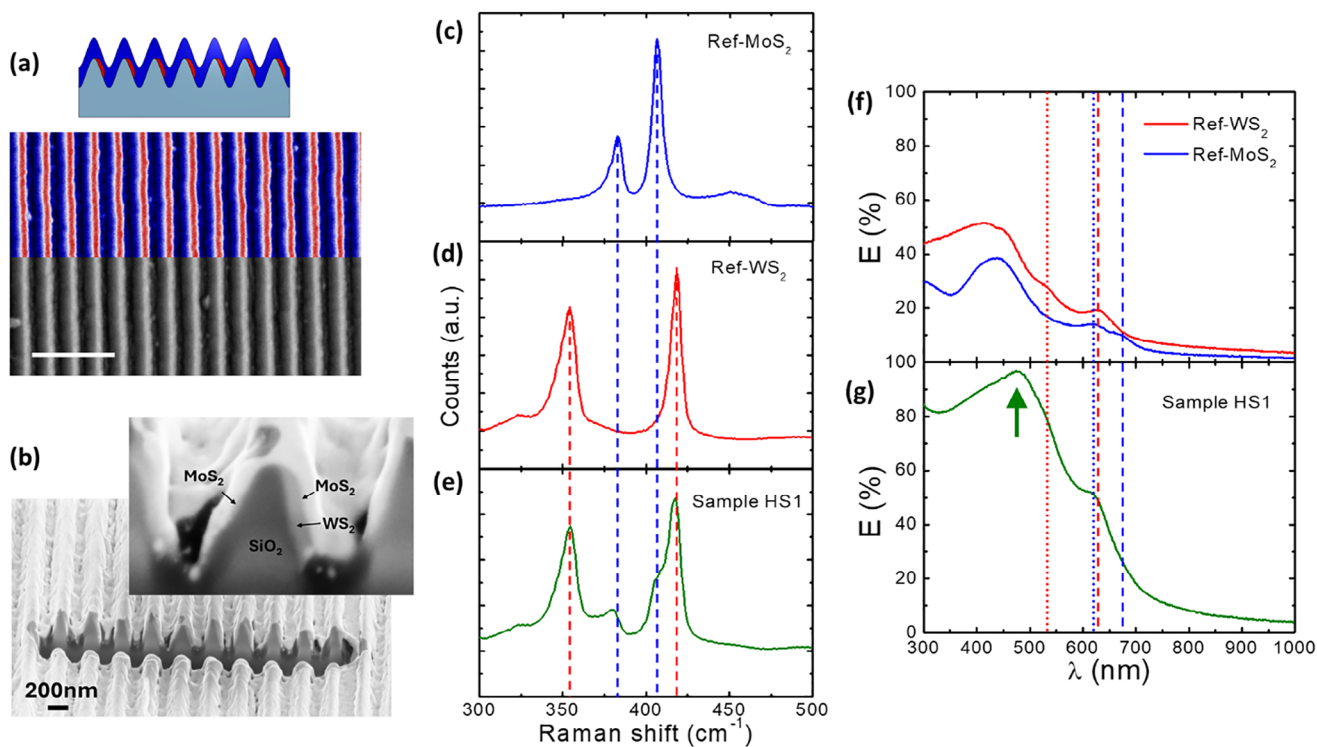 (a)
(b)
MoS2
MoS2
WS2
SiO2
200nm
(c)
Ref-MoS2
(d)
Ref-WS2
(e)
Sample HS1
Counts (a.u.)
300
350
400
450
500
Raman shift (cm-1)
(f)
100
80
60
40
20
E (%)
Ref-WS2
Ref-MoS2
(g)
100
80
60
40
20
0
E (%)
Sample HS1
300 400 500 600 700 800 900 1000
λ (nm)